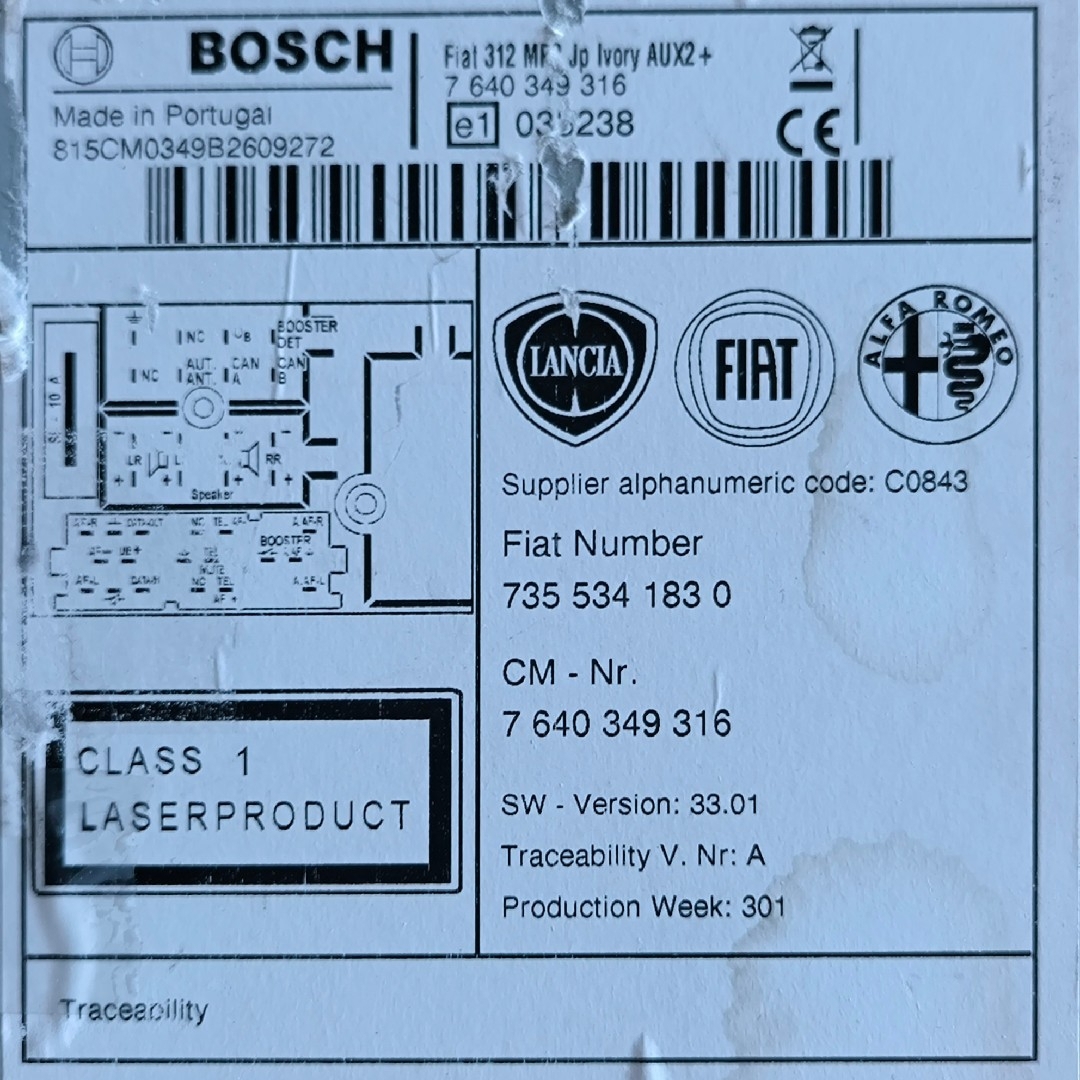 BOSCH
Fiat 312 Jp Ivory AUX2+
7 640 349 316
Made in Portugal
e1
815CM0349B2609272
CE
NC
BOOSTER
DET
NC
AUT.
ANT.
CAN
A
CAN
B
10 A
LR
RR
Speaker
BOOSTER
LANCIA
FIAT
ALFA ROMEO
Supplier alphanumeric code: C0843
Fiat Number
735 534 183 0
CM - Nr.
7 640 349 316
CLASS 1
LASERPRODUCT
SW - Version: 33.01
Traceability V. Nr: A
Production Week: 301
Traceability